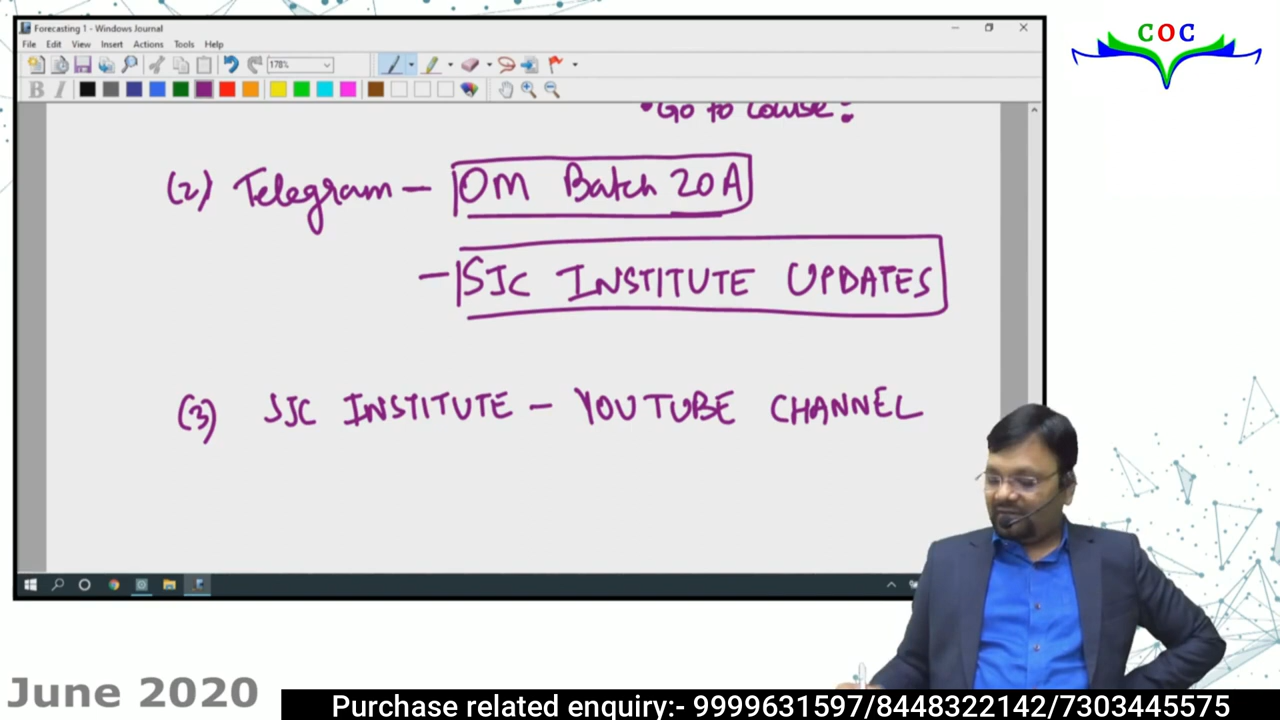 Forecasting 1 - Windows Journal
COC
File Edit View Insert Actions Tools Help
178%
B I
• Go to Course:
(2) Telegram - OM Batch 20A
- SJC INSTITUTE UPDATES
(3) SJC INSTITUTE - YOUTUBE CHANNEL
June 2020
Purchase related enquiry:- 9999631597/8448322142/7303445575